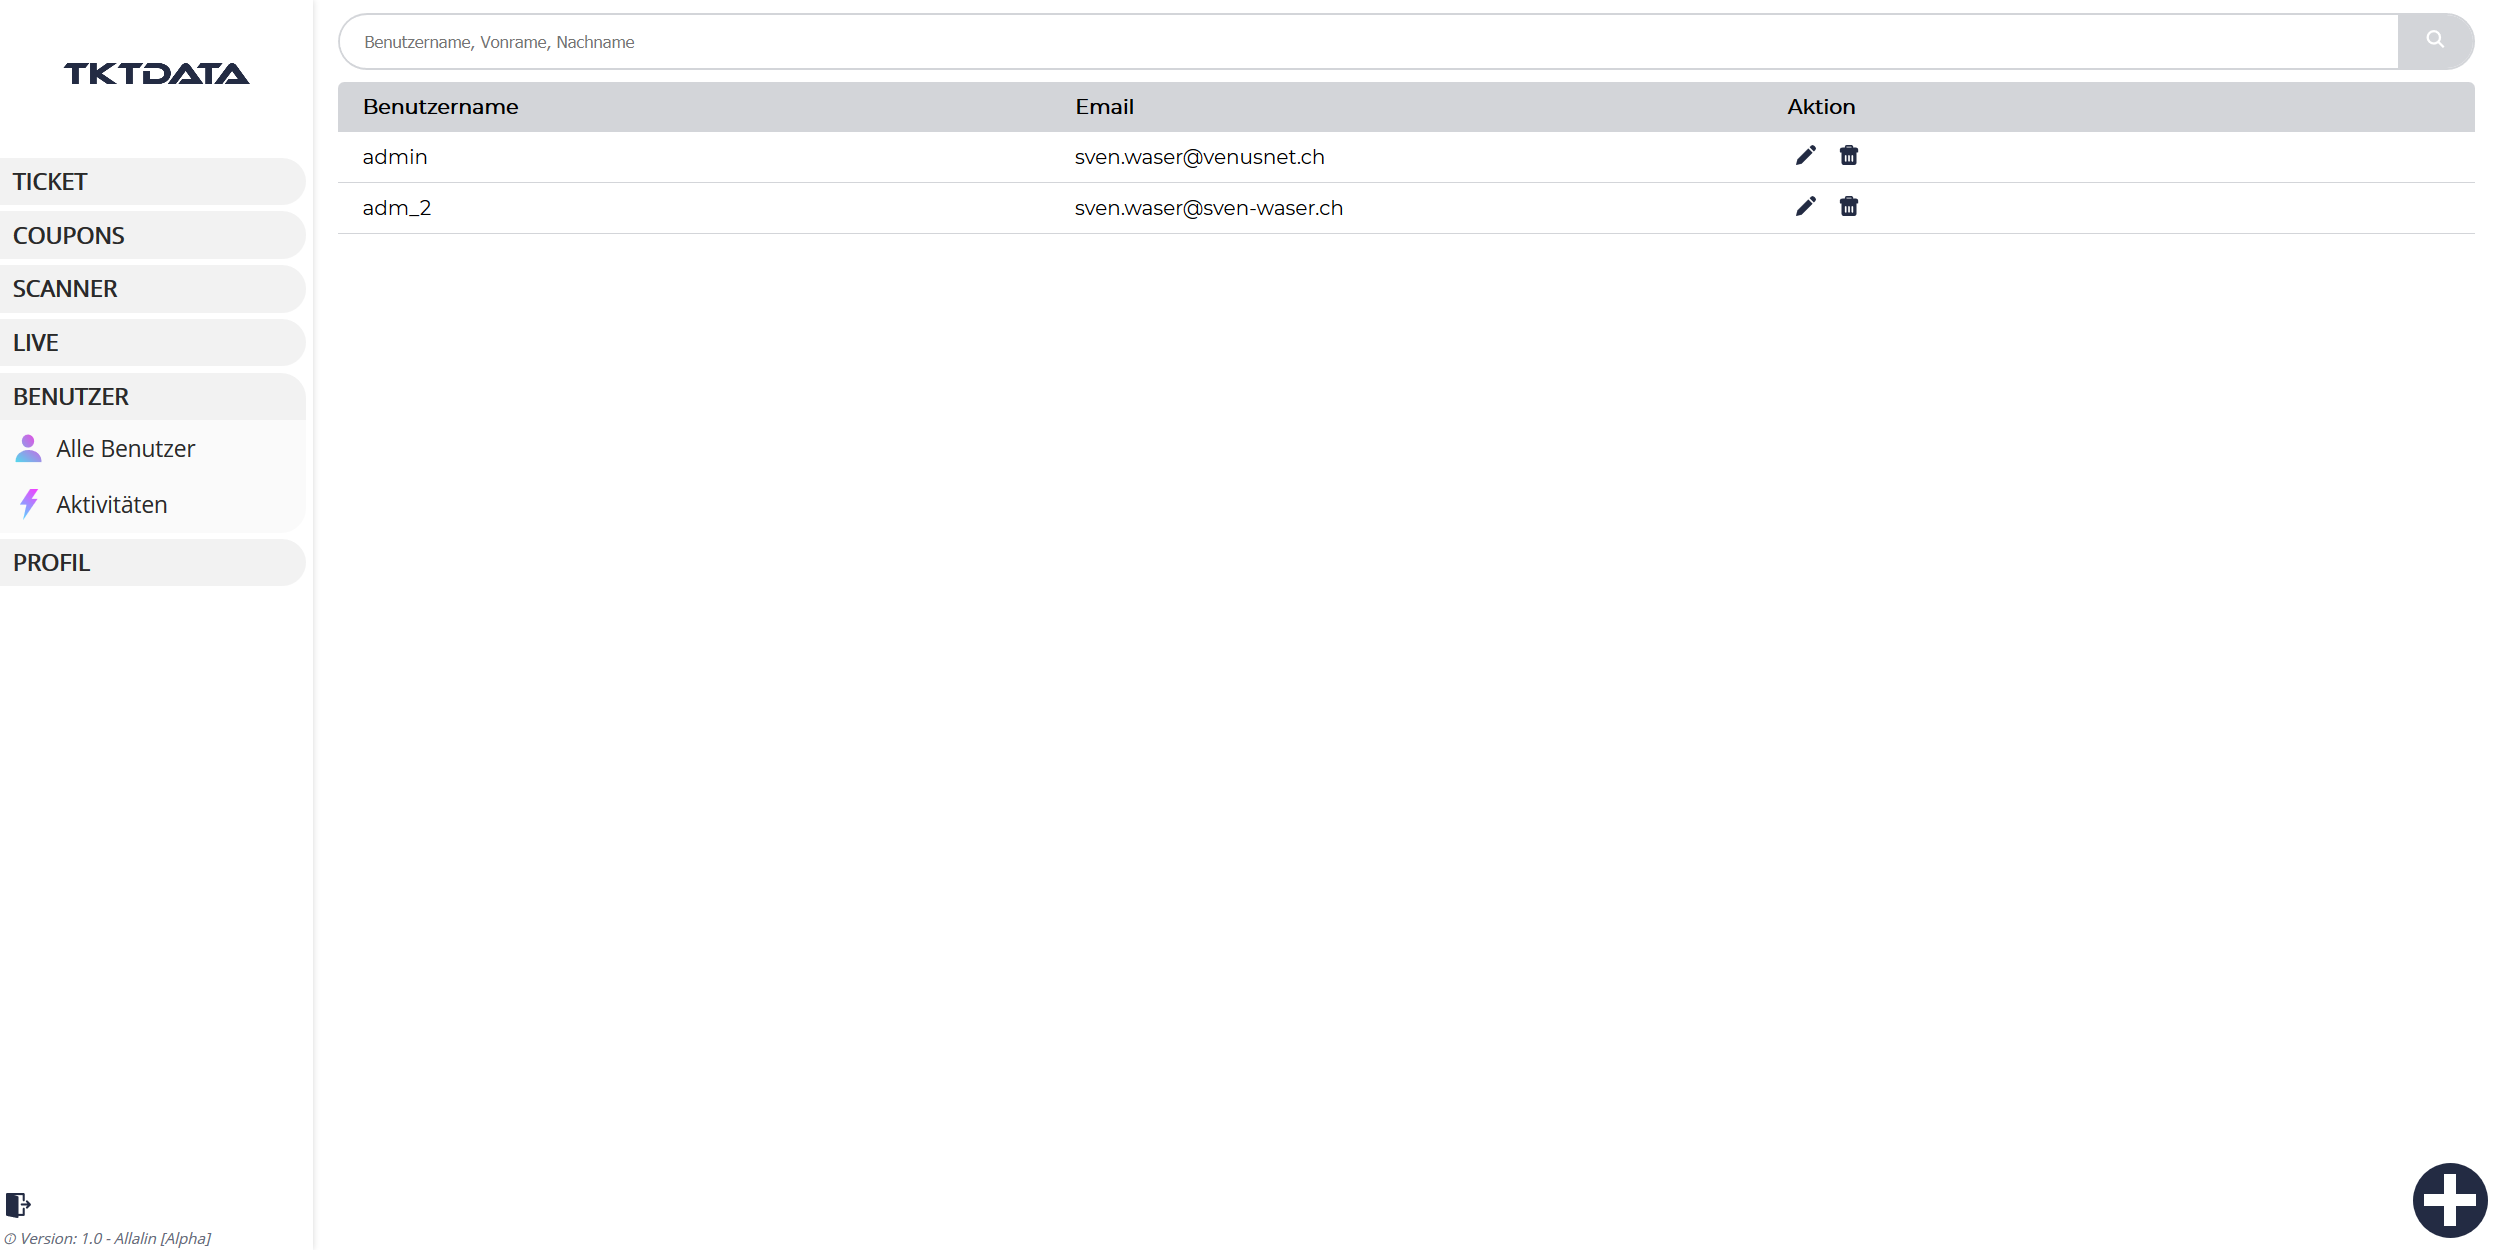 TKTDATA
TICKET
COUPONS
SCANNER
LIVE
BENUTZER
Alle Benutzer
Aktivitäten
PROFIL
Version: 1.0 - Allalin [Alpha]
Benutzername, Vonrame, Nachname
Benutzername Email Aktion
admin sven.waser@venusnet.ch
adm_2 sven.waser@sven-waser.ch